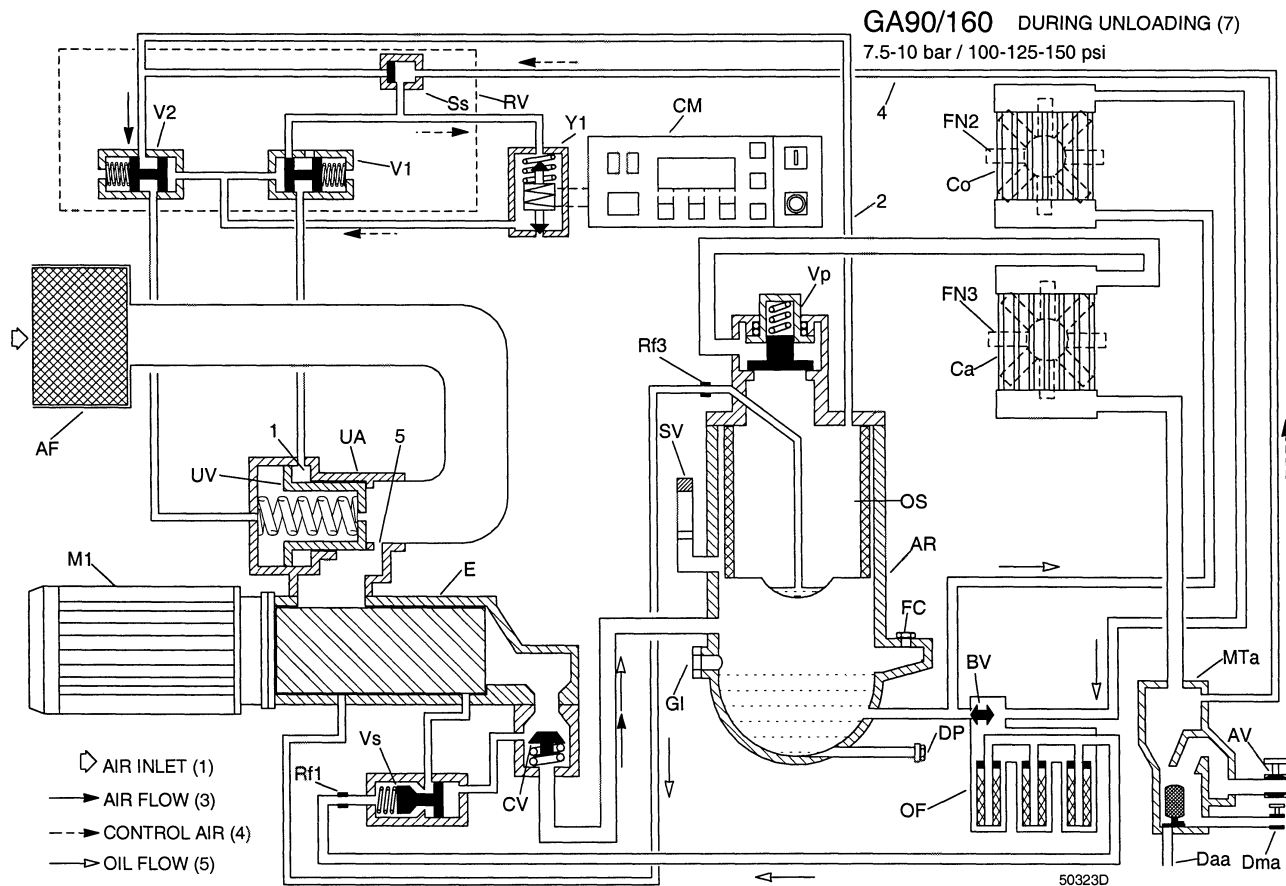 GA90/160 DURING UNLOADING (7)
7.5-10 bar / 100-125-150 psi
Ss
RV
V2
V1
Y1
CM
4
FN2
Co
2
Vp
FN3
Ca
Rf3
AF
1
UA
5
UV
SV
OS
AR
M1
E
FC
BV
MTa
GI
DP
AV
AIR INLET (1)
Rf1
Vs
CV
OF
AIR FLOW (3)
CONTROL AIR (4)
OIL FLOW (5)
Daa
Dma
50323D